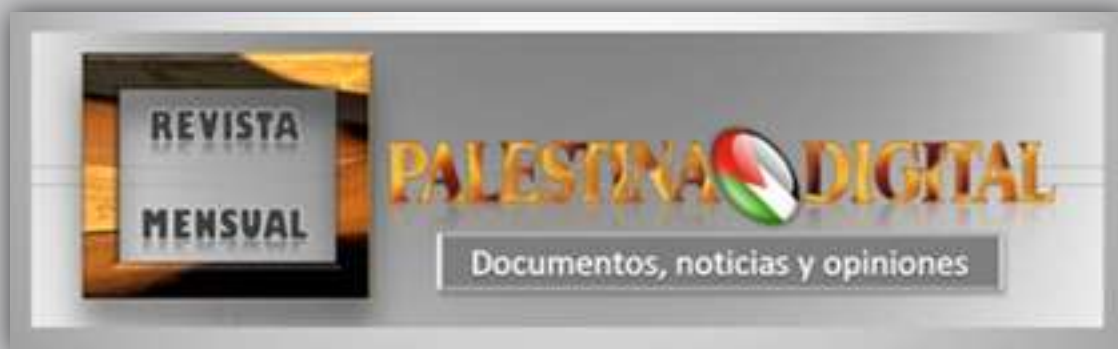 REVISTA
MENSUAL
PALESTINA DIGITAL
Documentos, noticias y opiniones